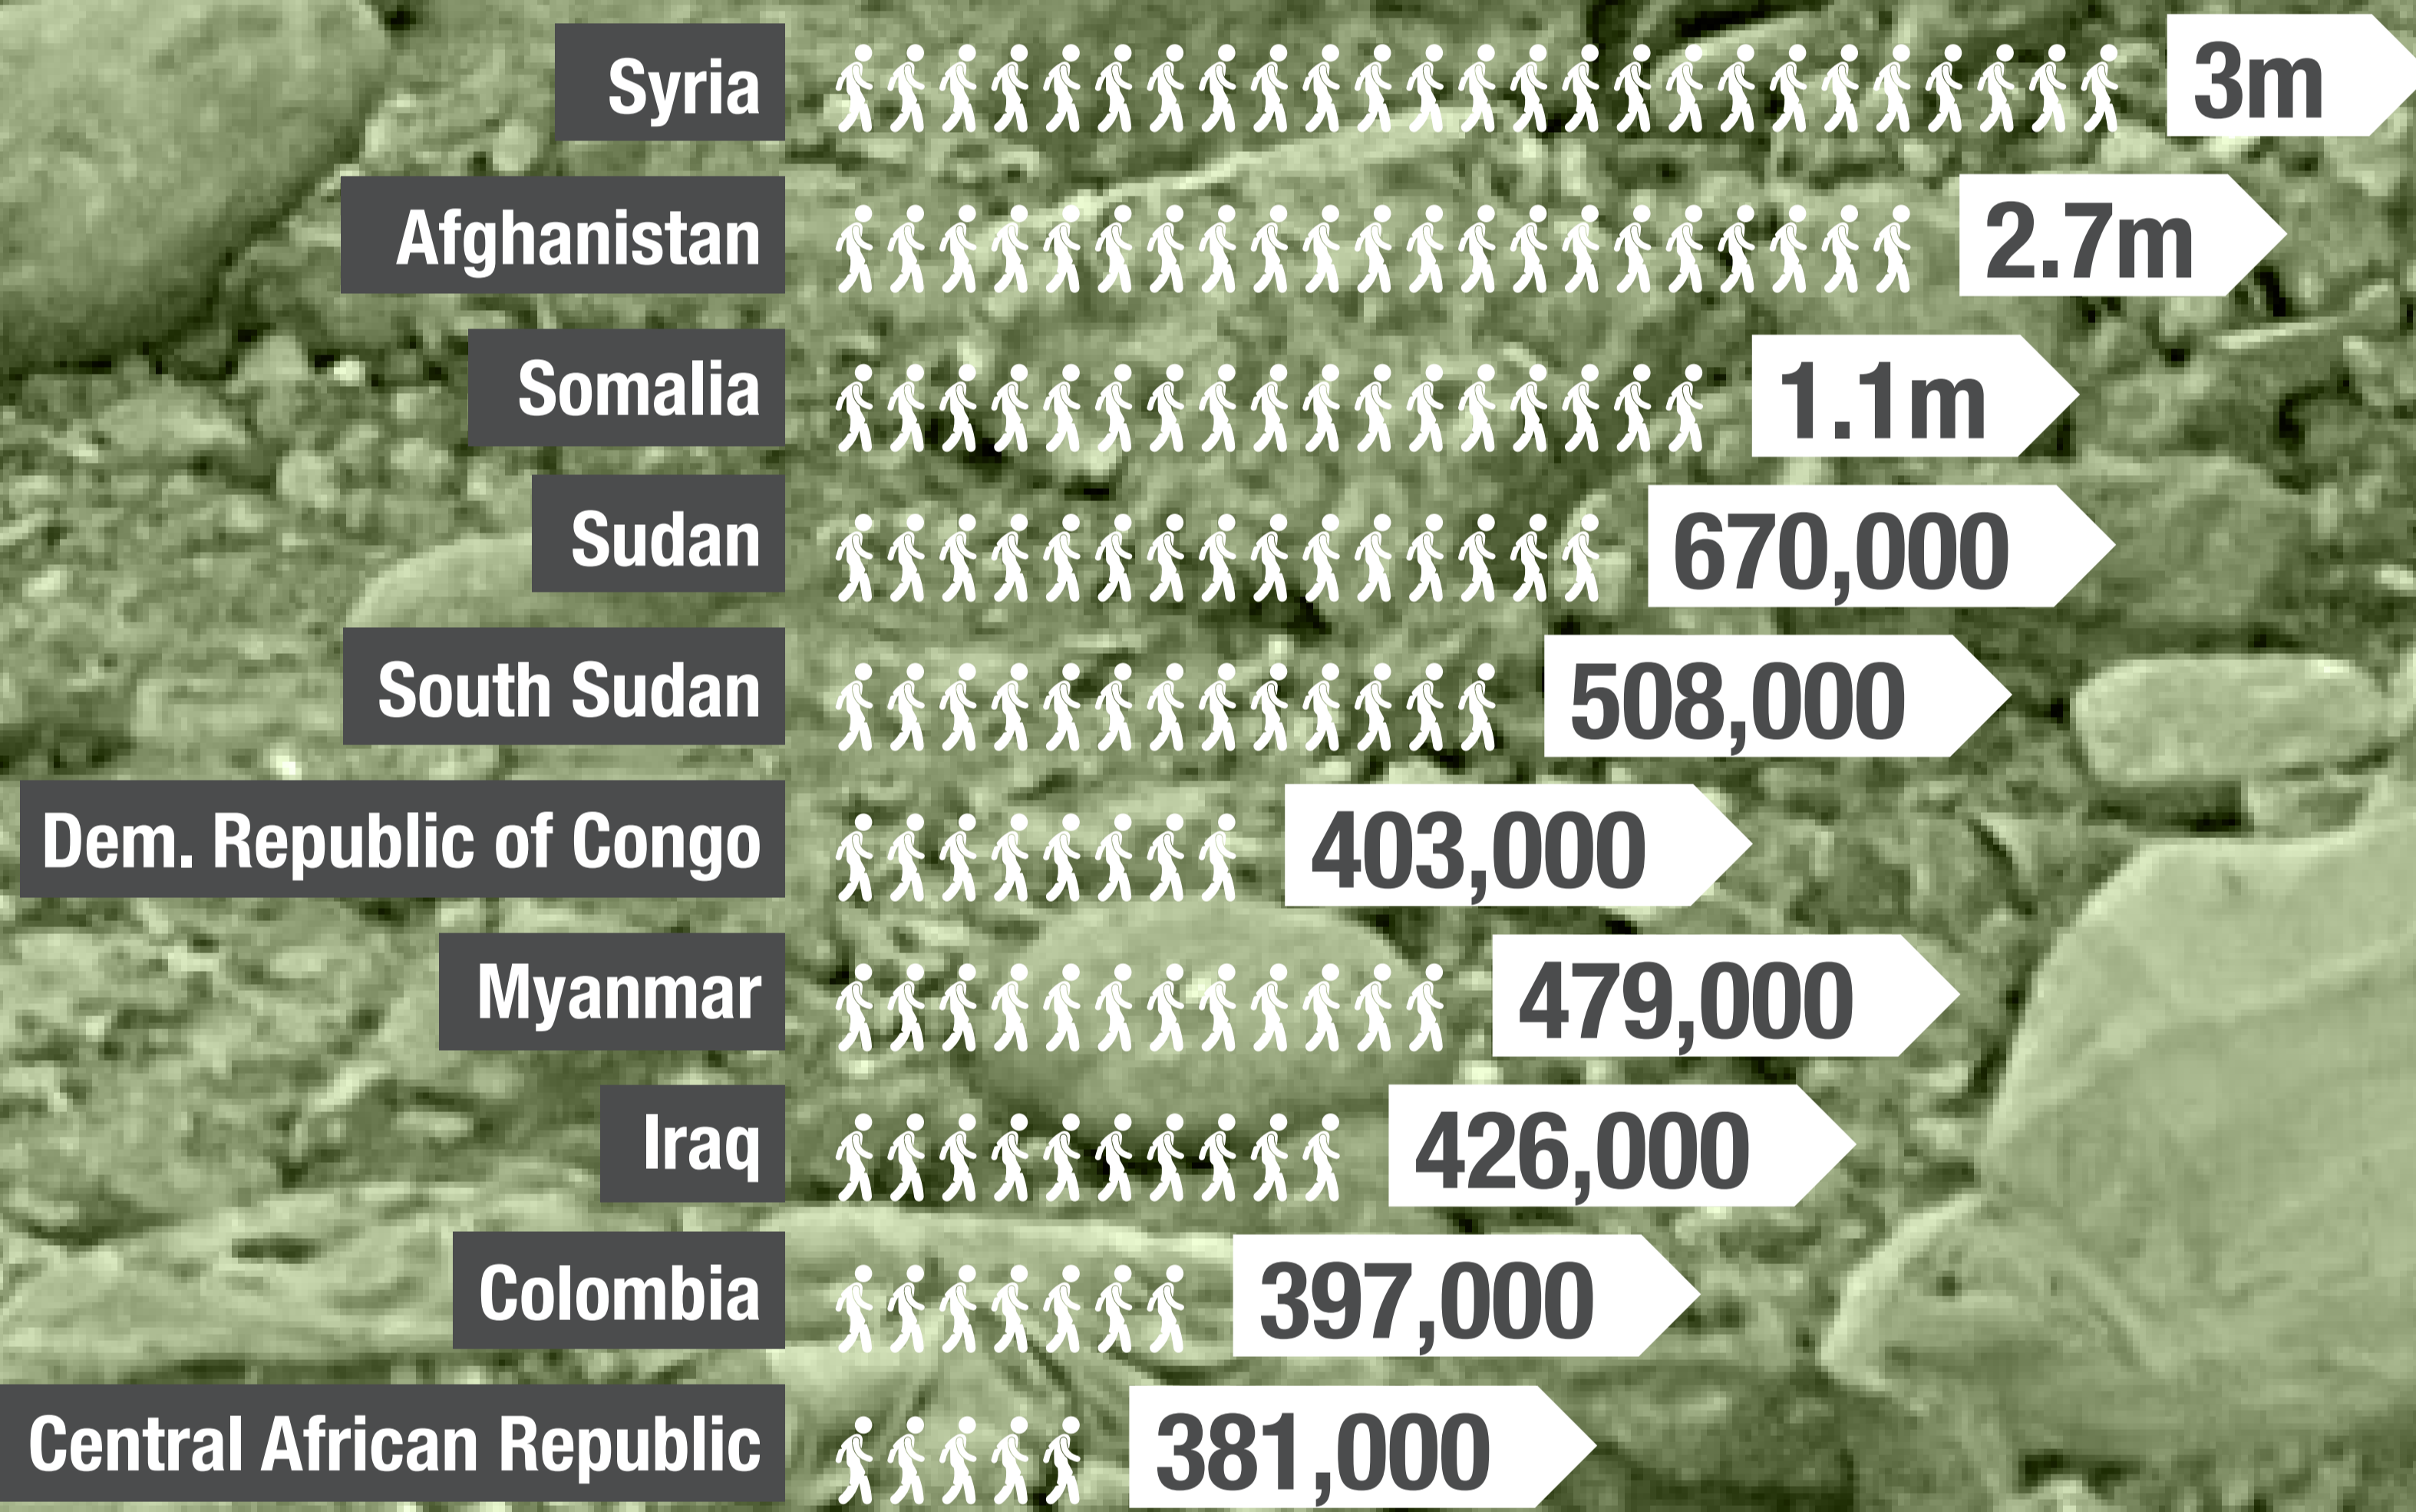 Syria 3m
Afghanistan 2.7m
Somalia 1.1m
Sudan 670,000
South Sudan 508,000
Dem. Republic of Congo 403,000
Myanmar 479,000
Iraq 426,000
Colombia 397,000
Central African Republic 381,000